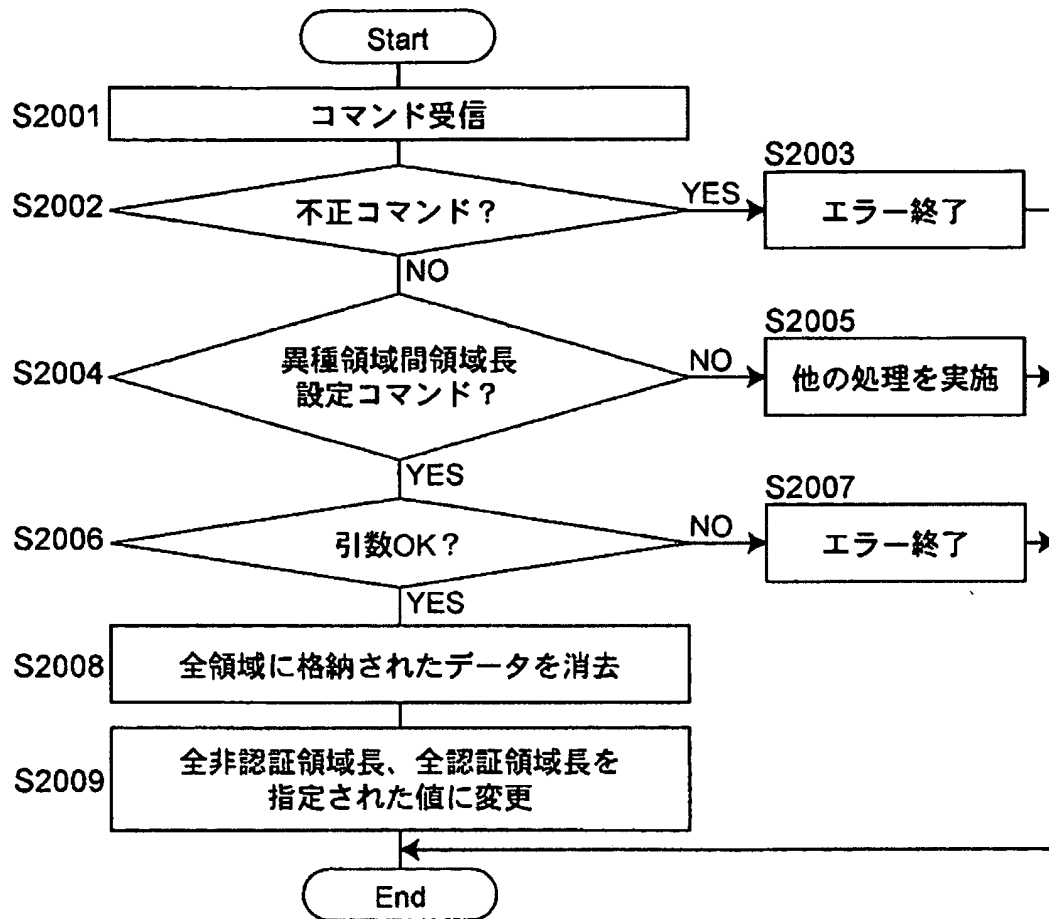 Start
S2001
コマンド受信
S2002
不正コマンド？
YES
S2003
エラー終了
NO
S2004
異種領域間領域長
設定コマンド？
NO
S2005
他の処理を実施
YES
S2006
引数OK？
NO
S2007
エラー終了
YES
S2008
全領域に格納されたデータを消去
S2009
全非認証領域長、全認証領域長を
指定された値に変更
End